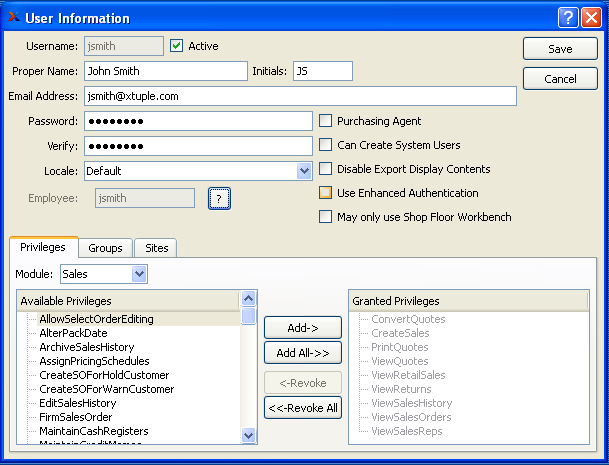 User Information
Username: jsmith Active
Save
Proper Name: John Smith Initials: JS
Cancel
Email Address: jsmith@xtuple.com
Password: ●●●●●●●● Purchasing Agent
Verify: ●●●●●●●● Can Create System Users
Locale: Default Disable Export Display Contents
Employee: jsmith ? Use Enhanced Authentication
May only use Shop Floor Workbench
Privileges Groups Sites
Module: Sales
Available Privileges
AllowSelectOrderEditing
AlterPackDate
ArchiveSalesHistory
AssignPricingSchedules
CreateSOForHoldCustomer
CreateSOForWarnCustomer
EditSalesHistory
FirmSalesOrder
MaintainCashRegisters
MaintainCreditMemos
Add->
Add All->>
<-Revoke
<<-Revoke All
Granted Privileges
ConvertQuotes
CreateSales
PrintQuotes
ViewQuotes
ViewRetailSales
ViewReturns
ViewSalesHistory
ViewSalesOrders
ViewSalesReps